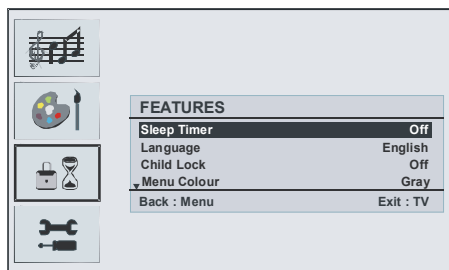 FEATURES
Sleep Timer Off
Language English
Child Lock Off
Menu Colour Gray
Back : Menu Exit : TV